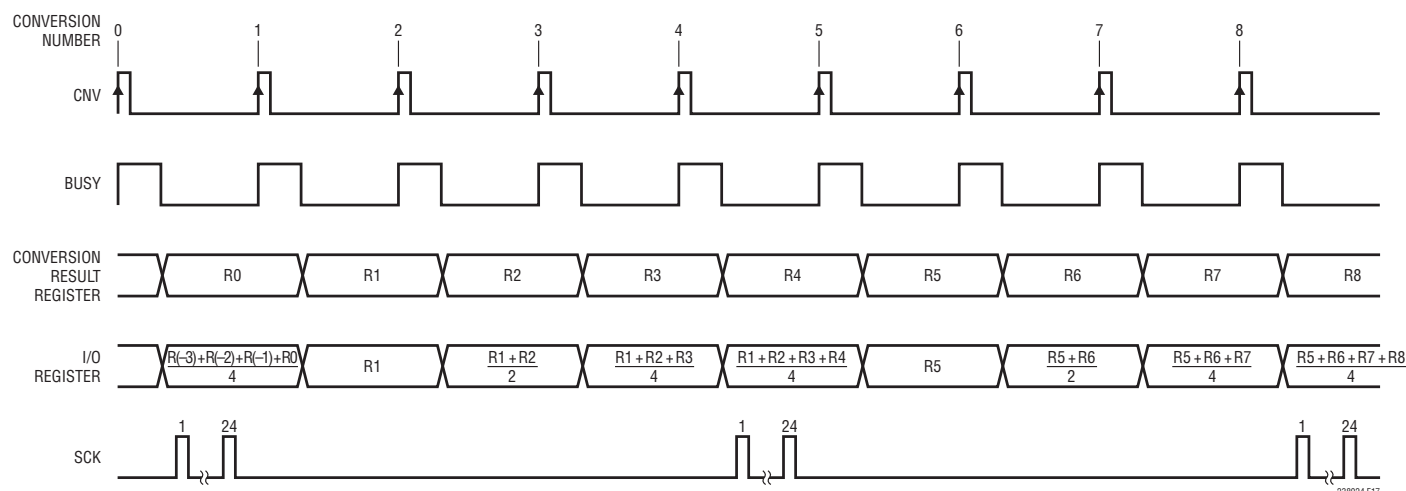 CONVERSION
NUMBER
0 1 2 3 4 5 6 7 8
CNV
BUSY
CONVERSION
RESULT
REGISTER
R0 R1 R2 R3 R4 R5 R6 R7 R8
I/O
REGISTER
R(–3)+R(–2)+R(–1)+R0
4
R1
R1 + R2
2
R1 + R2 + R3
4
R1 + R2 + R3 + R4
4
R5
R5 + R6
2
R5 + R6 + R7
4
R5 + R6 + R7 + R8
4
SCK
1 24 1 24 1 24